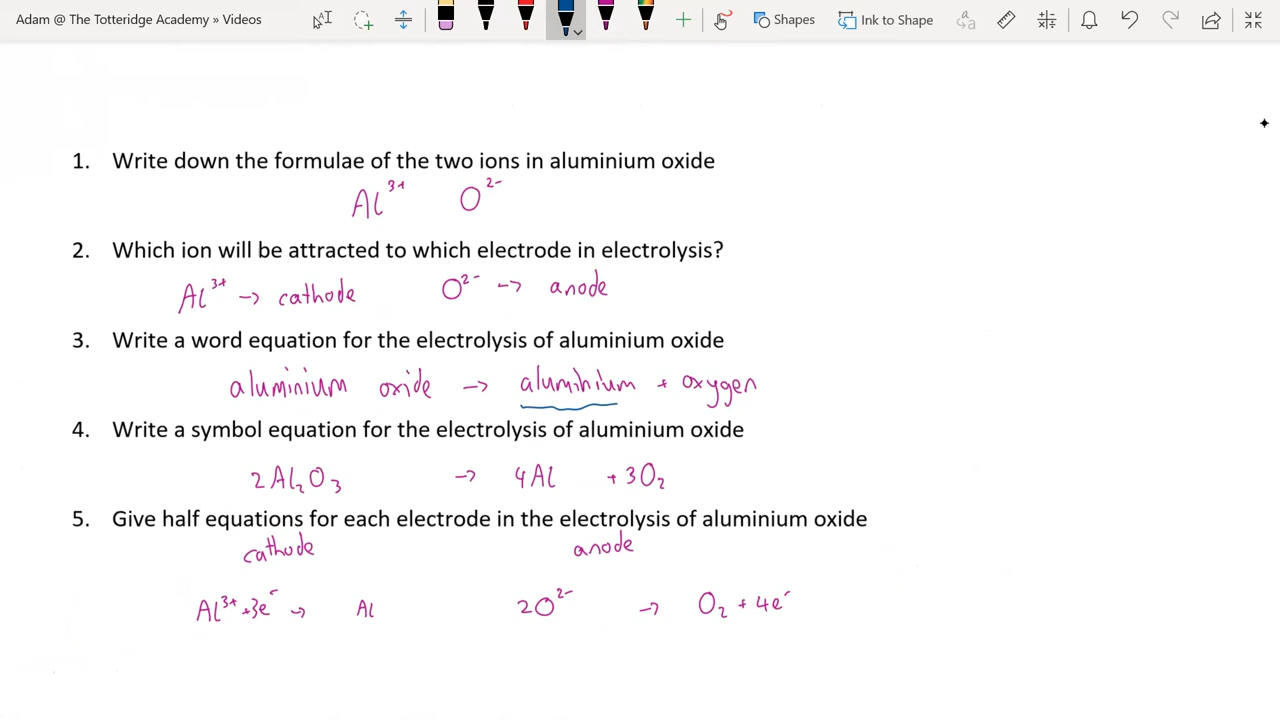 Adam @ The Totteridge Academy » Videos
Shapes
Ink to Shape
1. Write down the formulae of the two ions in aluminium oxide
Al³⁺ O²⁻
2. Which ion will be attracted to which electrode in electrolysis?
Al³⁺ → cathode O²⁻ → anode
3. Write a word equation for the electrolysis of aluminium oxide
aluminium oxide → aluminium + oxygen
4. Write a symbol equation for the electrolysis of aluminium oxide
2Al₂O₃ → 4Al + 3O₂
5. Give half equations for each electrode in the electrolysis of aluminium oxide
cathode anode
Al³⁺ + 3e⁻ → Al 2O²⁻ → O₂ + 4e⁻